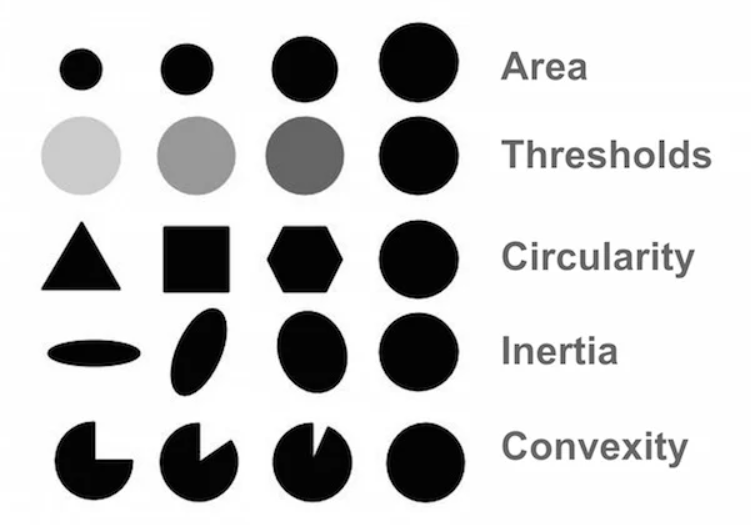 Area
Thresholds
Circularity
Inertia
Convexity